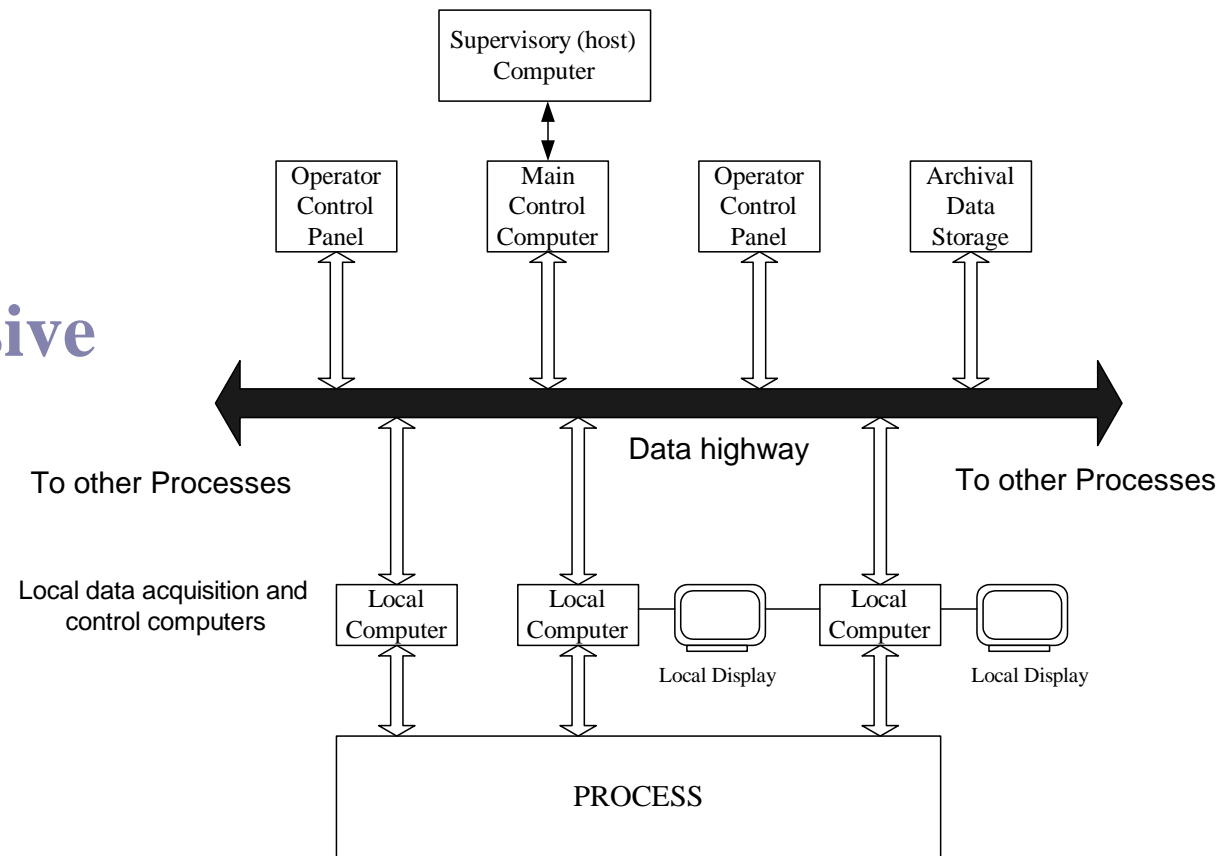 Supervisory (host)
Computer
Operator
Control
Panel
Main
Control
Computer
Operator
Control
Panel
Archival
Data
Storage
sive
Data highway
To other Processes
To other Processes
Local data acquisition and
control computers
Local
Computer
Local
Computer
Local Display
Local
Computer
Local Display
PROCESS